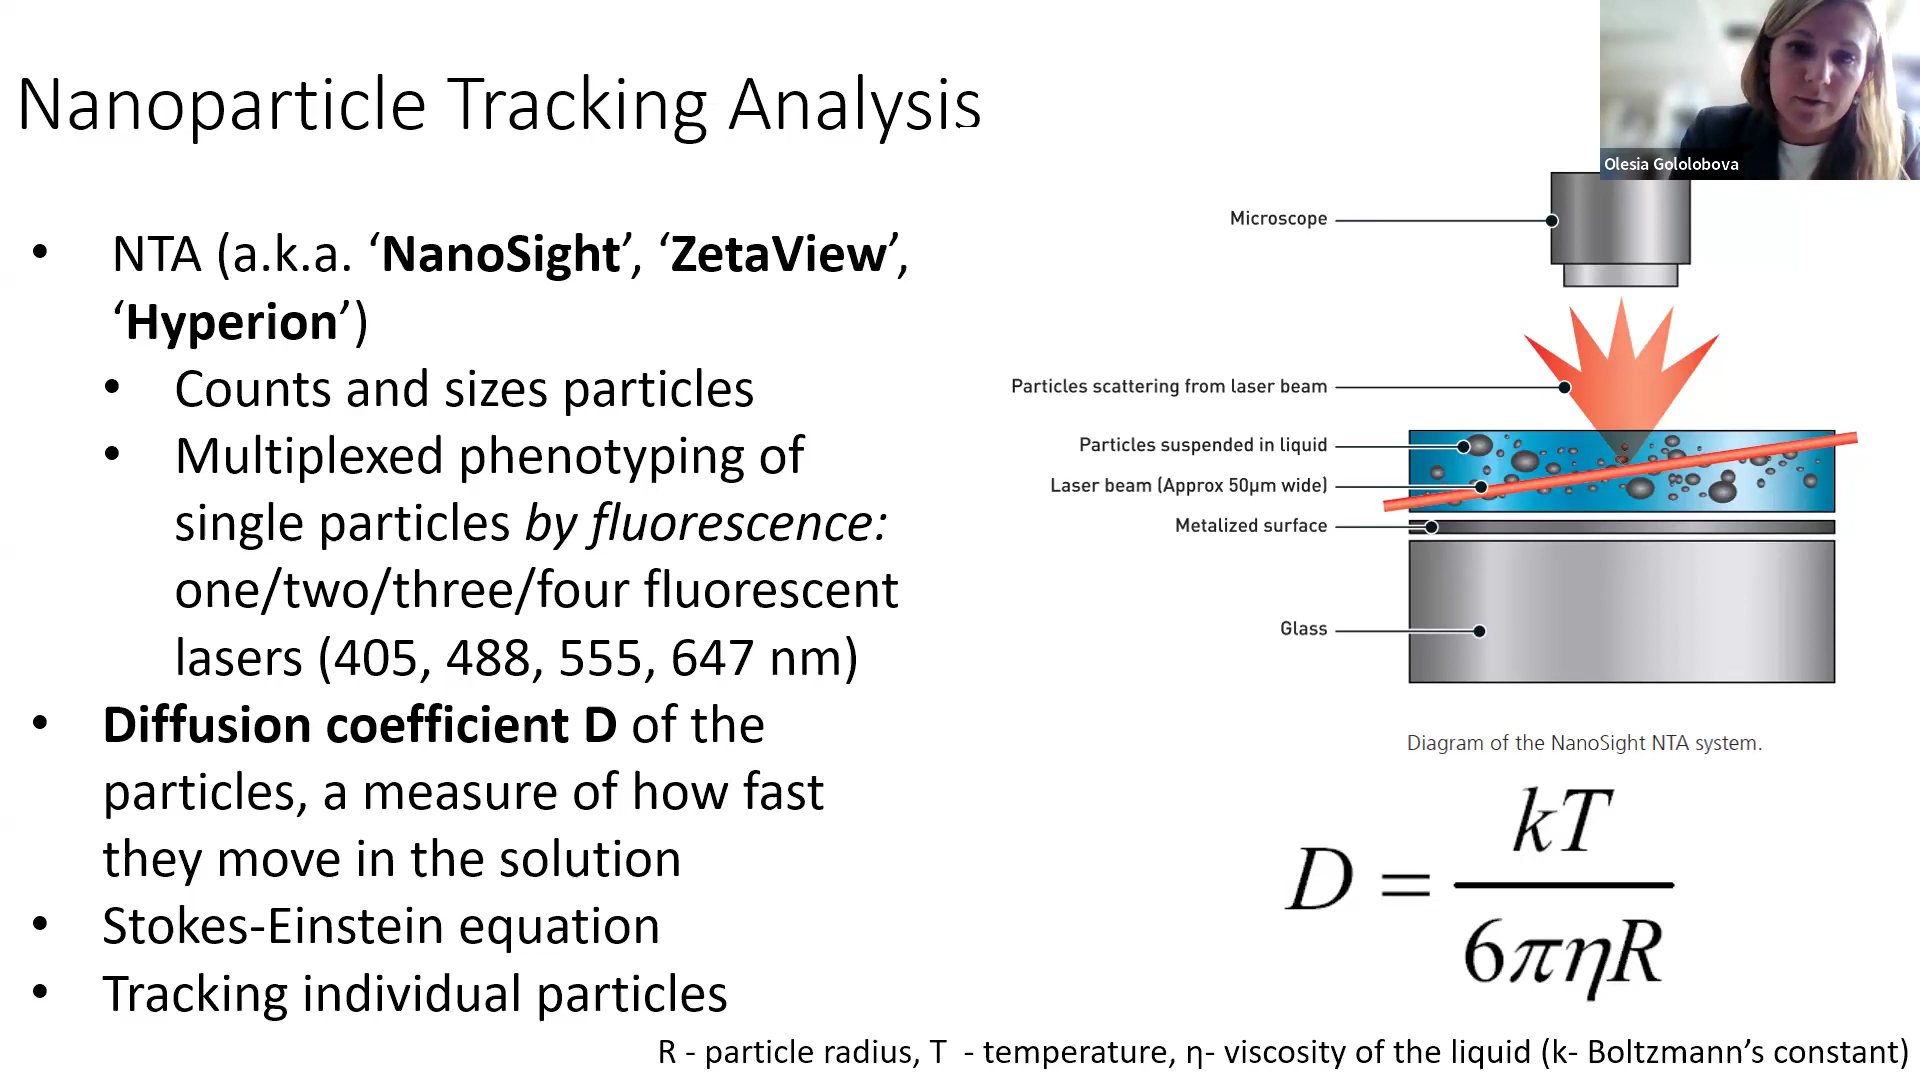 Nanoparticle Tracking Analysis
• NTA (a.k.a. ‘NanoSight’, ‘ZetaView’,
‘Hyperion’)
• Counts and sizes particles
• Multiplexed phenotyping of
single particles by fluorescence:
one/two/three/four fluorescent
lasers (405, 488, 555, 647 nm)
• Diffusion coefficient D of the
particles, a measure of how fast
they move in the solution
• Stokes-Einstein equation
• Tracking individual particles
Olesia Gololobova
Microscope
Particles scattering from laser beam
Particles suspended in liquid
Laser beam (Approx 50µm wide)
Metalized surface
Glass
Diagram of the NanoSight NTA system.
D = kT / 6πηR
R - particle radius, T - temperature, η- viscosity of the liquid (k- Boltzmann’s constant)